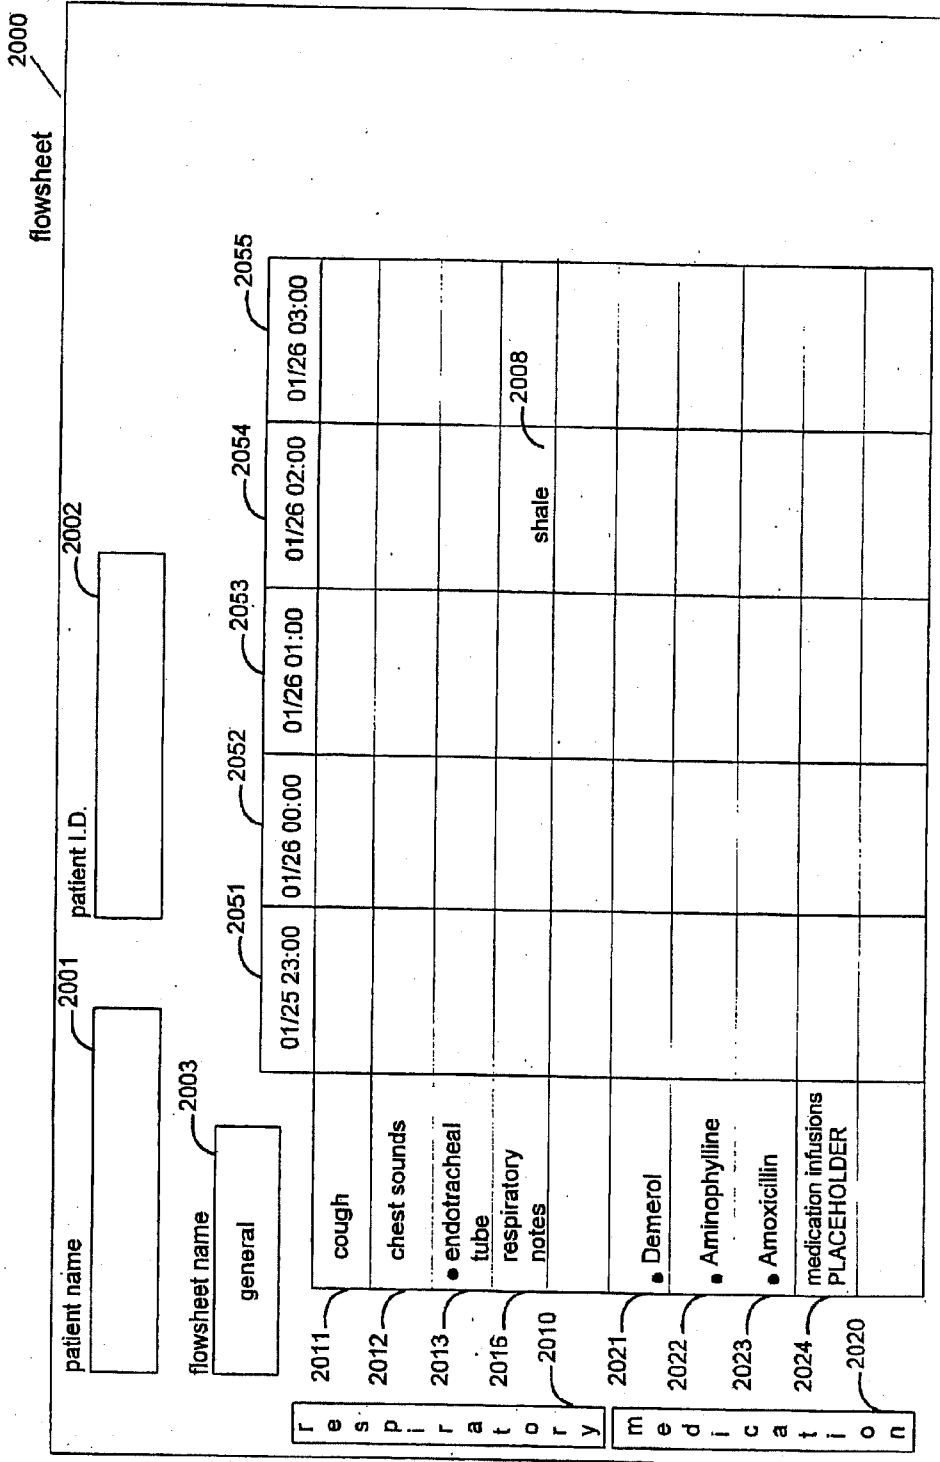 flowsheet
2000
patient name
2001
patient I.D.
2002
flowsheet name
2003
general
2051
2052
2053
2054
2055
01/25 23:00
01/26 00:00
01/26 01:00
01/26 02:00
01/26 03:00
respiratory
2010
2011
cough
2012
chest sounds
2013
• endotracheal
tube
2016
respiratory
notes
shale
2008
medication
2020
2021
• Demerol
2022
• Aminophylline
2023
• Amoxicillin
2024
medication infusions
PLACEHOLDER